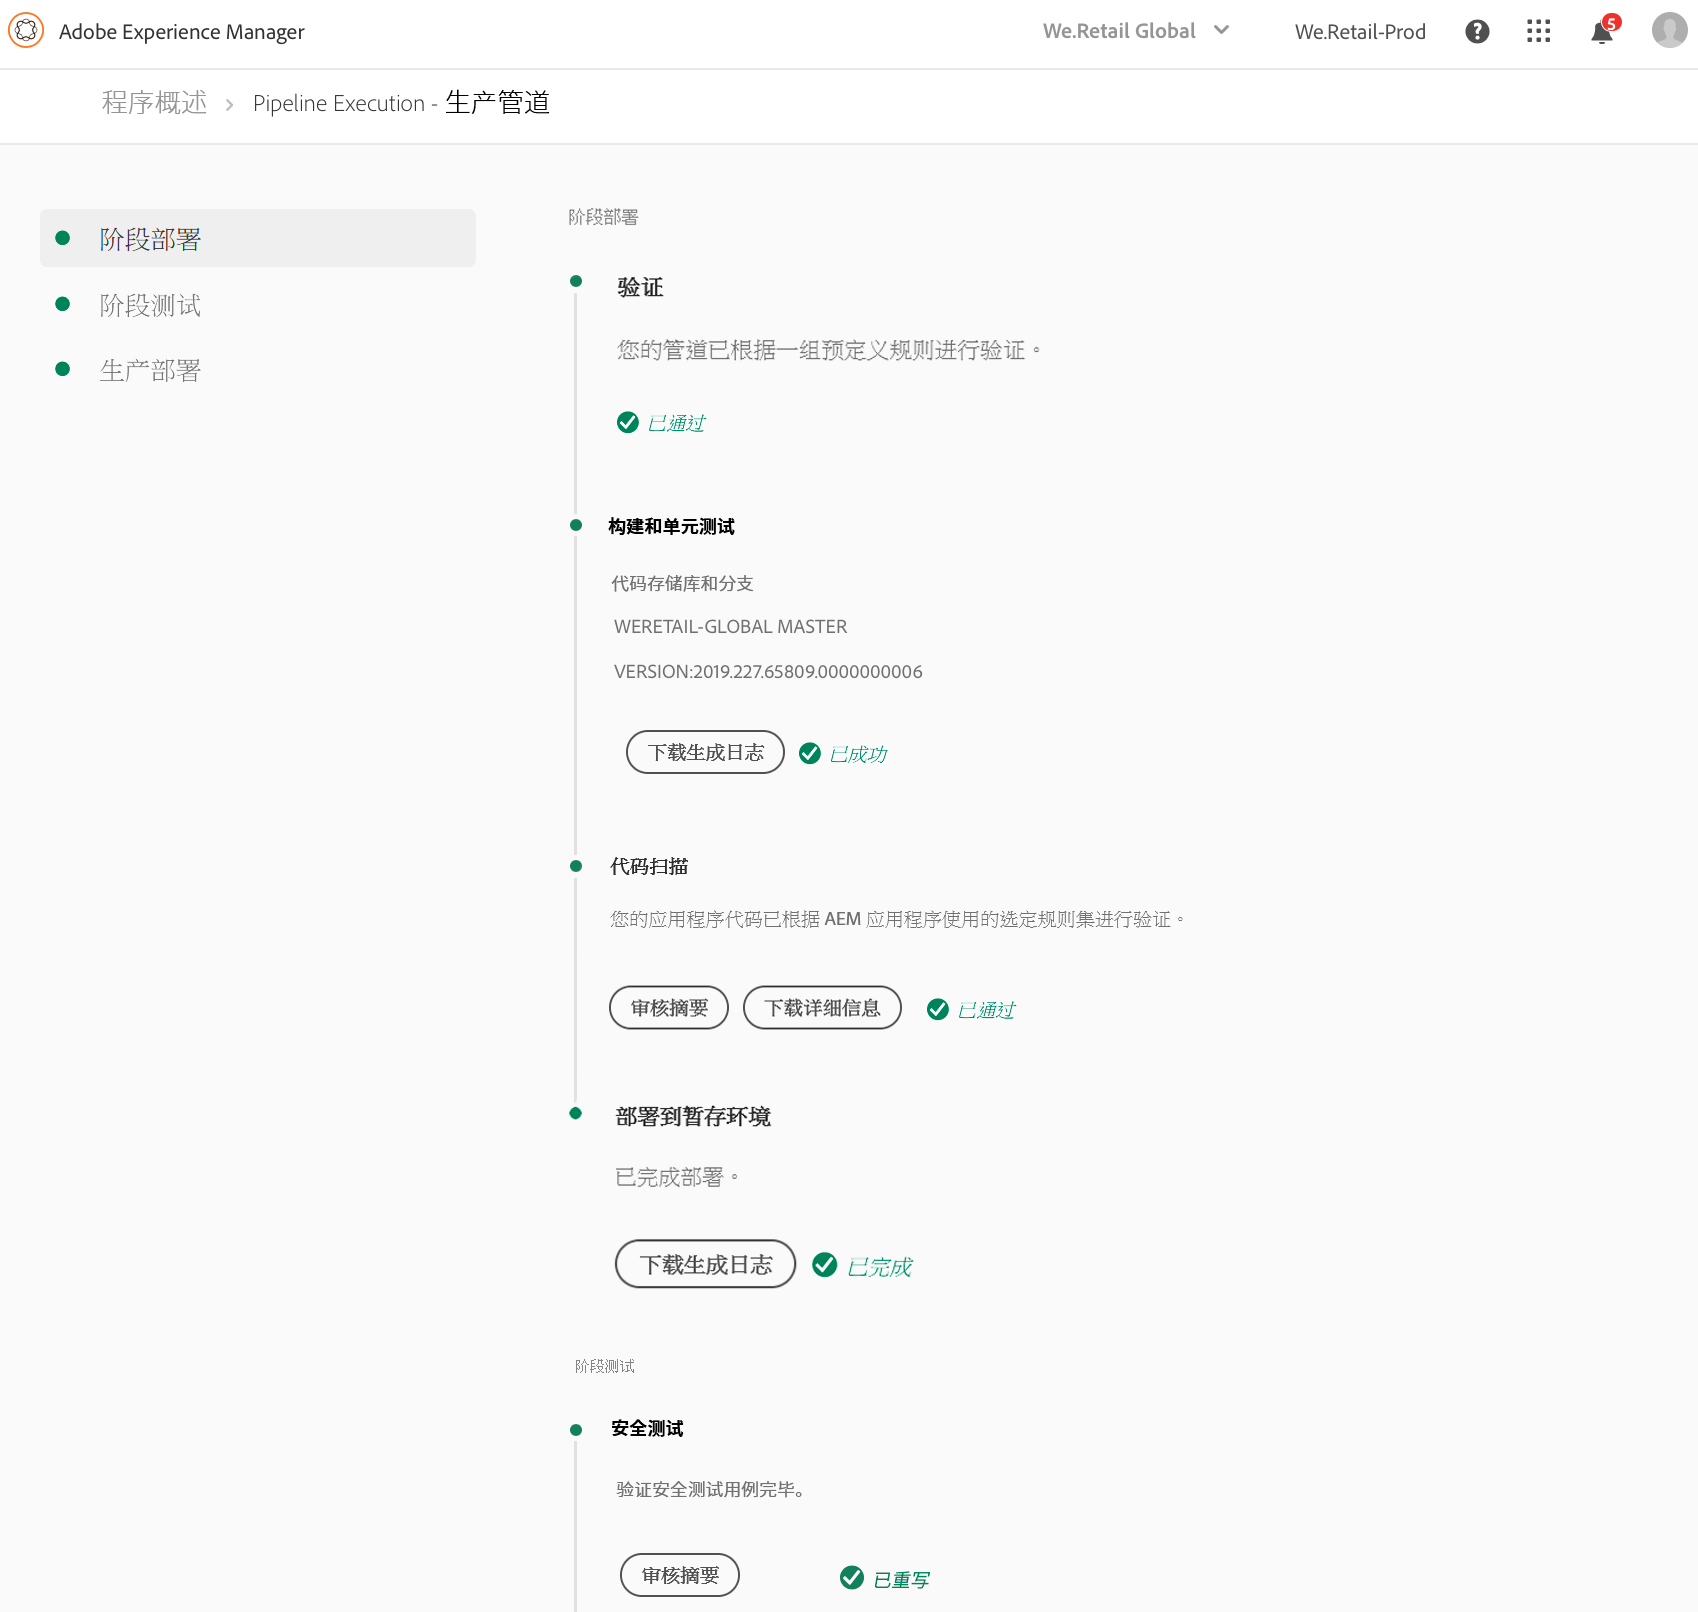 Adobe Experience Manager
We.Retail Global
We.Retail-Prod
5
程序概述 > Pipeline Execution - 生产管道
阶段部署
阶段测试
生产部署
阶段部署
验证
您的管道已根据一组预定义规则进行验证。
已通过
构建和单元测试
代码存储库和分支
WERETAIL-GLOBAL MASTER
VERSION:2019.227.65809.0000000006
下载生成日志
已成功
代码扫描
您的应用程序代码已根据 AEM 应用程序使用的选定规则集进行验证。
审核摘要
下载详细信息
已通过
部署到暂存环境
已完成部署。
下载生成日志
已完成
阶段测试
安全测试
验证安全测试用例完毕。
审核摘要
已重写